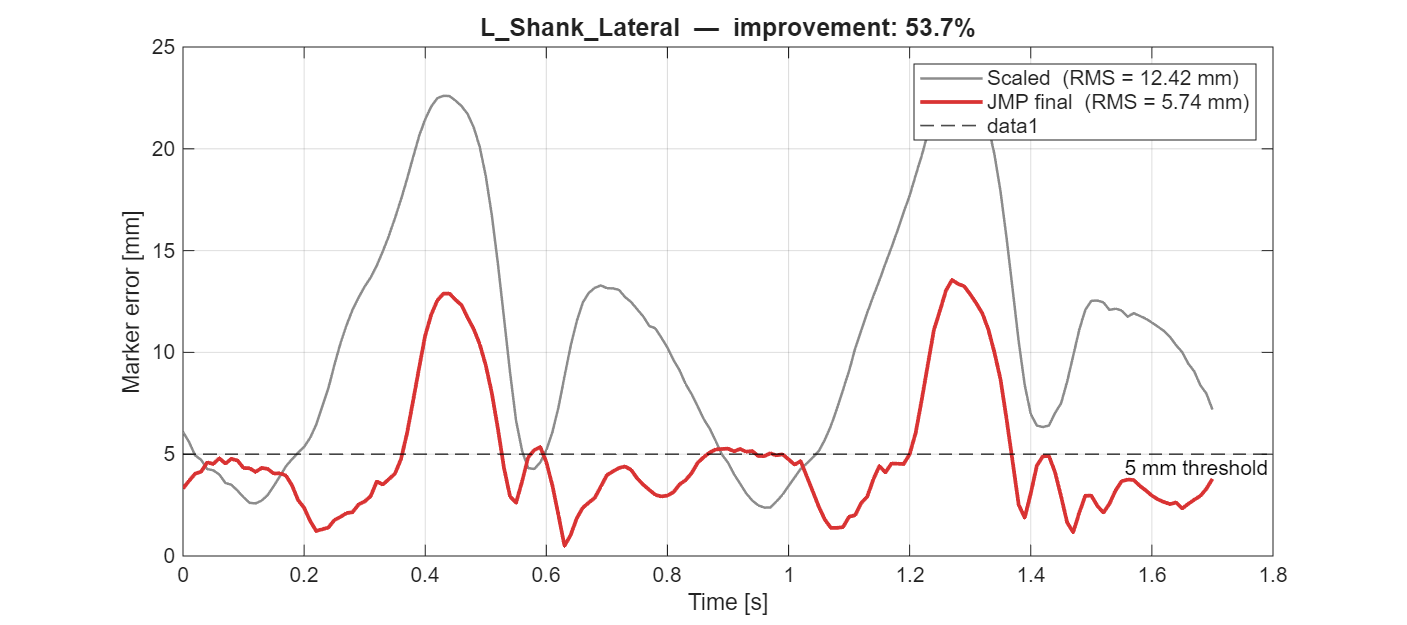 L_Shank_Lateral — improvement: 53.7%
25
20
15
10
5
0
Marker error [mm]
Scaled (RMS = 12.42 mm)
JMP final (RMS = 5.74 mm)
data1
5 mm threshold
0 0.2 0.4 0.6 0.8 1 1.2 1.4 1.6 1.8
Time [s]